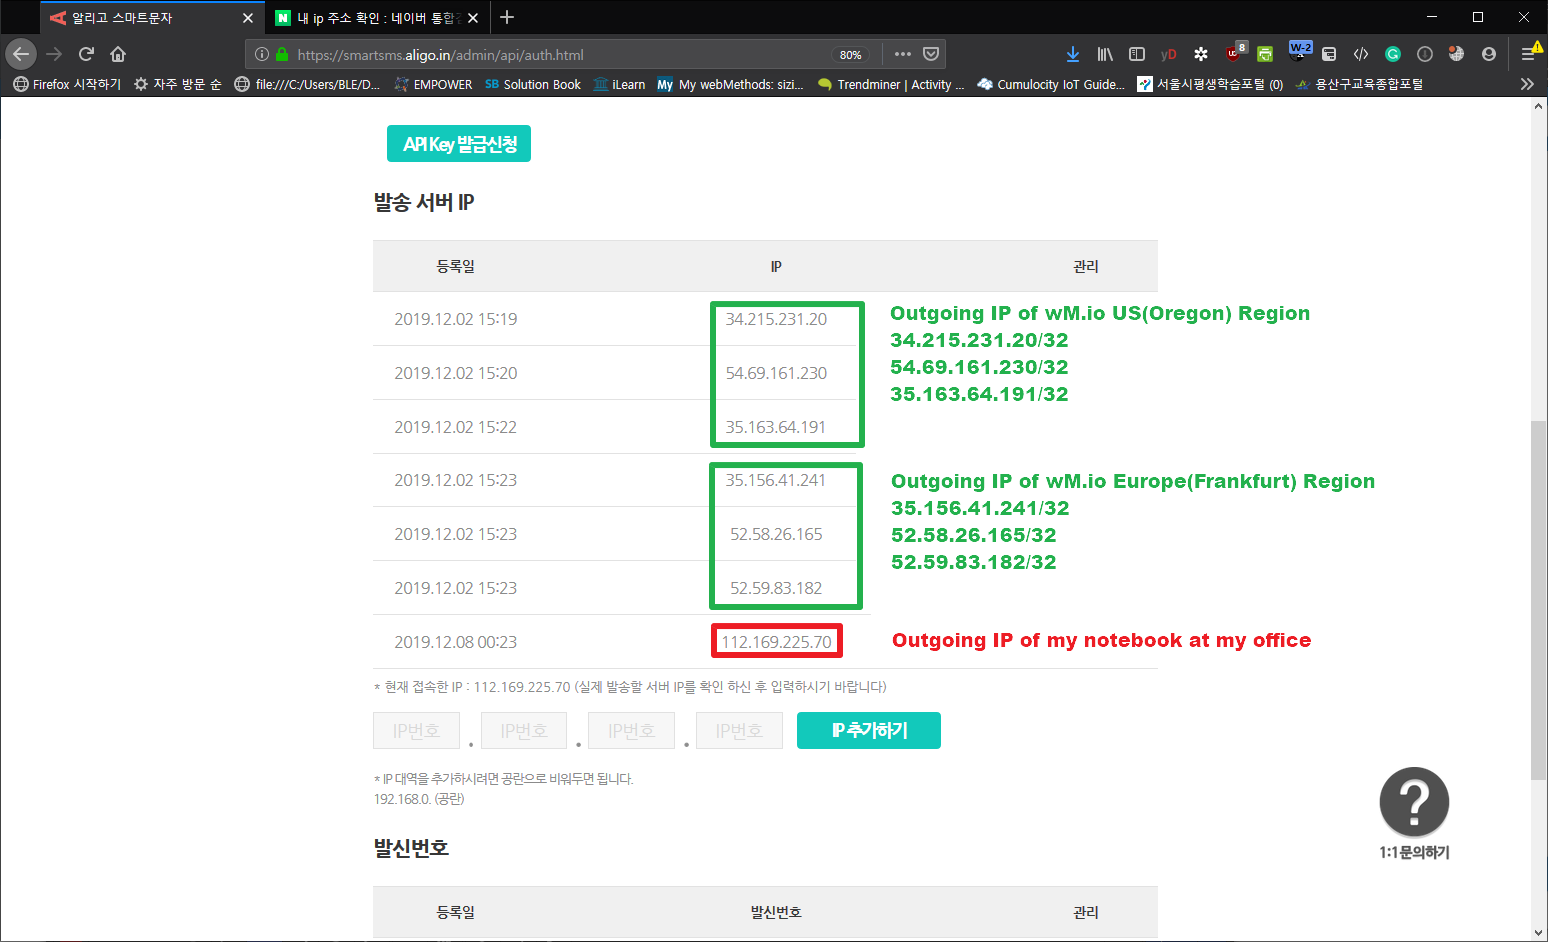 알리고 스마트문자
내 ip 주소 확인 : 네이버 통합
https://smartsms.aligo.in/admin/api/auth.html
80%
yD
8
W-2
Firefox 시작하기
자주 방문 순
file:///C:/Users/BLE/D...
EMPOWER
SB Solution Book
iLearn
My My webMethods: sizi...
Trendminer | Activity ...
Cumulocity IoT Guide...
서울시평생학습포털 (0)
용산구교육종합포털
API Key 발급신청
발송 서버 IP
등록일 IP 관리
2019.12.02 15:19 34.215.231.20
2019.12.02 15:20 54.69.161.230
2019.12.02 15:22 35.163.64.191
Outgoing IP of wM.io US(Oregon) Region
34.215.231.20/32
54.69.161.230/32
35.163.64.191/32
2019.12.02 15:23 35.156.41.241
2019.12.02 15:23 52.58.26.165
2019.12.02 15:23 52.59.83.182
Outgoing IP of wM.io Europe(Frankfurt) Region
35.156.41.241/32
52.58.26.165/32
52.59.83.182/32
2019.12.08 00:23 112.169.225.70
Outgoing IP of my notebook at my office
* 현재 접속한 IP : 112.169.225.70 (실제 발송할 서버 IP를 확인 하신 후 입력하시기 바랍니다)
IP번호 . IP번호 . IP번호 . IP번호 IP 추가하기
* IP 대역을 추가하시려면 공란으로 비워두면 됩니다.
192.168.0. (공란)
?
1:1문의하기
발신번호
등록일 발신번호 관리